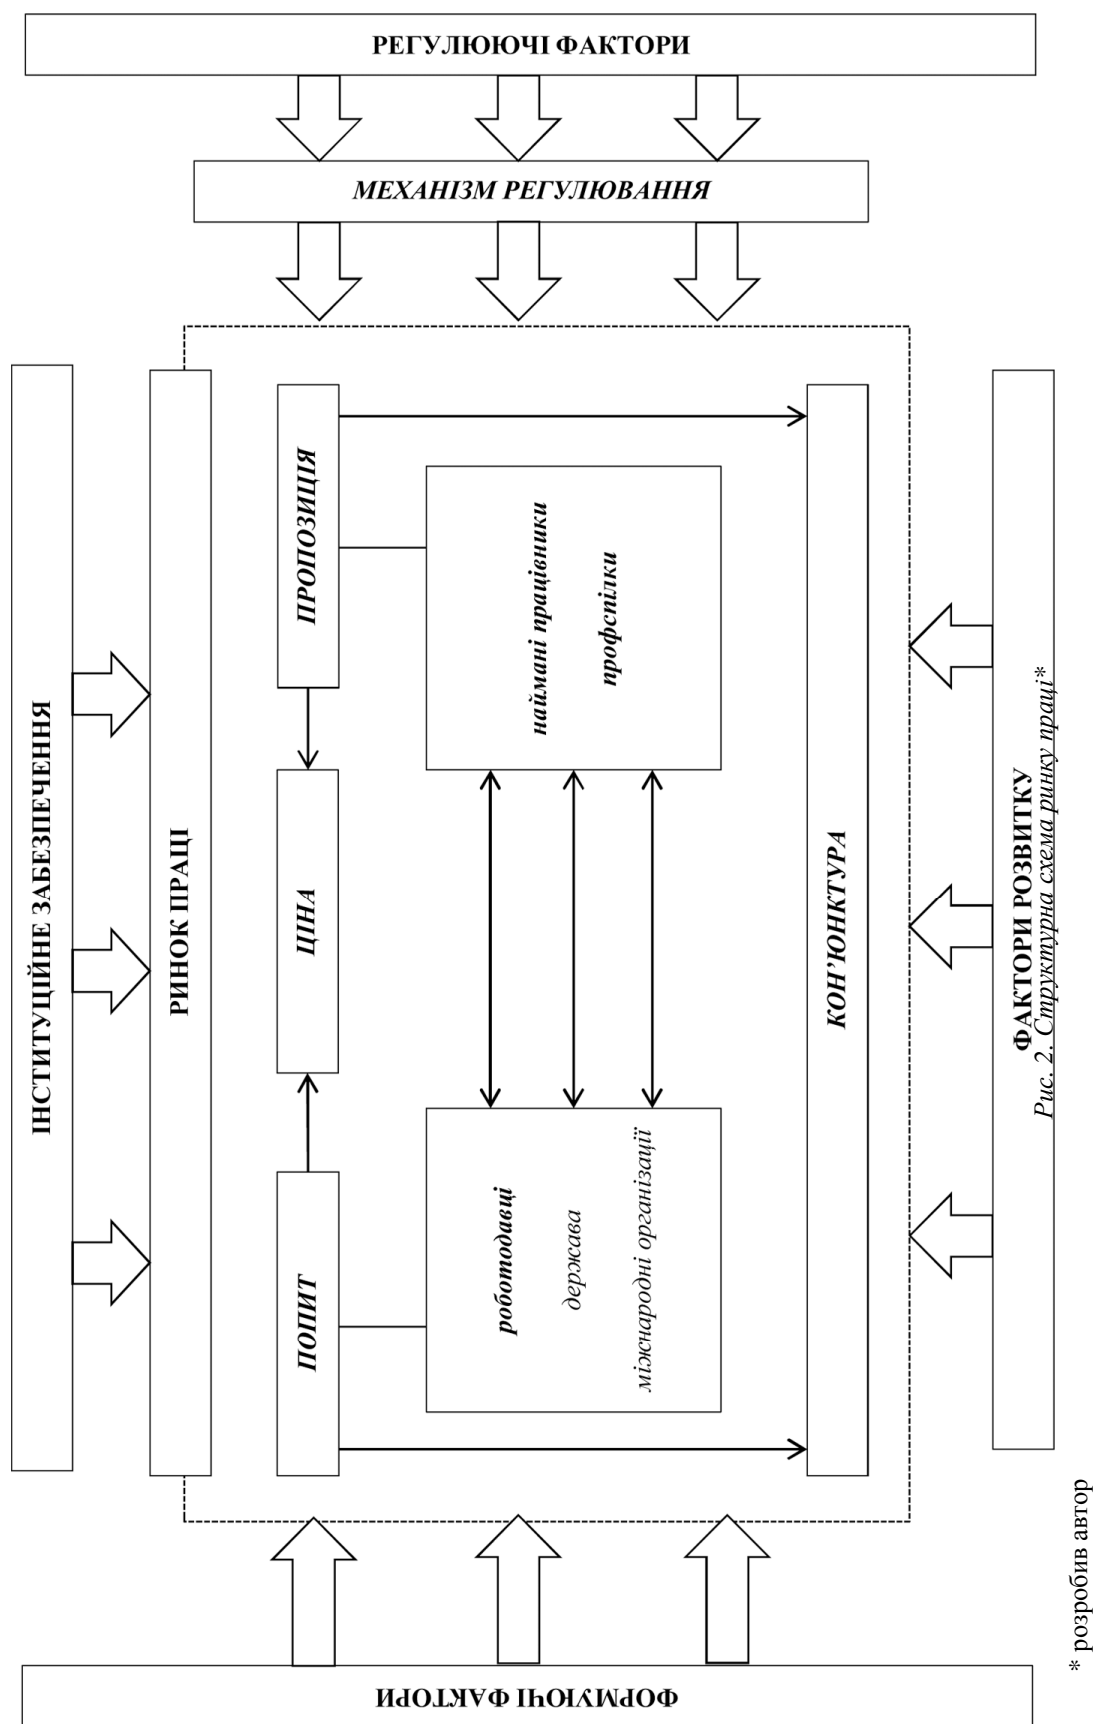 ІНСТИТУЦІЙНЕ ЗАБЕЗПЕЧЕННЯ
РИНОК ПРАЦІ
ФОРМУЮЧІ ФАКТОРИ
ПОПИТ
ЦІНА
ПРОПОЗИЦІЯ
МЕХАНІЗМ РЕГУЛЮВАННЯ
РЕГУЛЮЮЧІ ФАКТОРИ
роботодавці
держава
міжнародні організації
наймані працівники
профспілки
КОН’ЮНКТУРА
ФАКТОРИ РОЗВИТКУ
Рис. 2. Структурна схема ринку праці*
* розробив автор